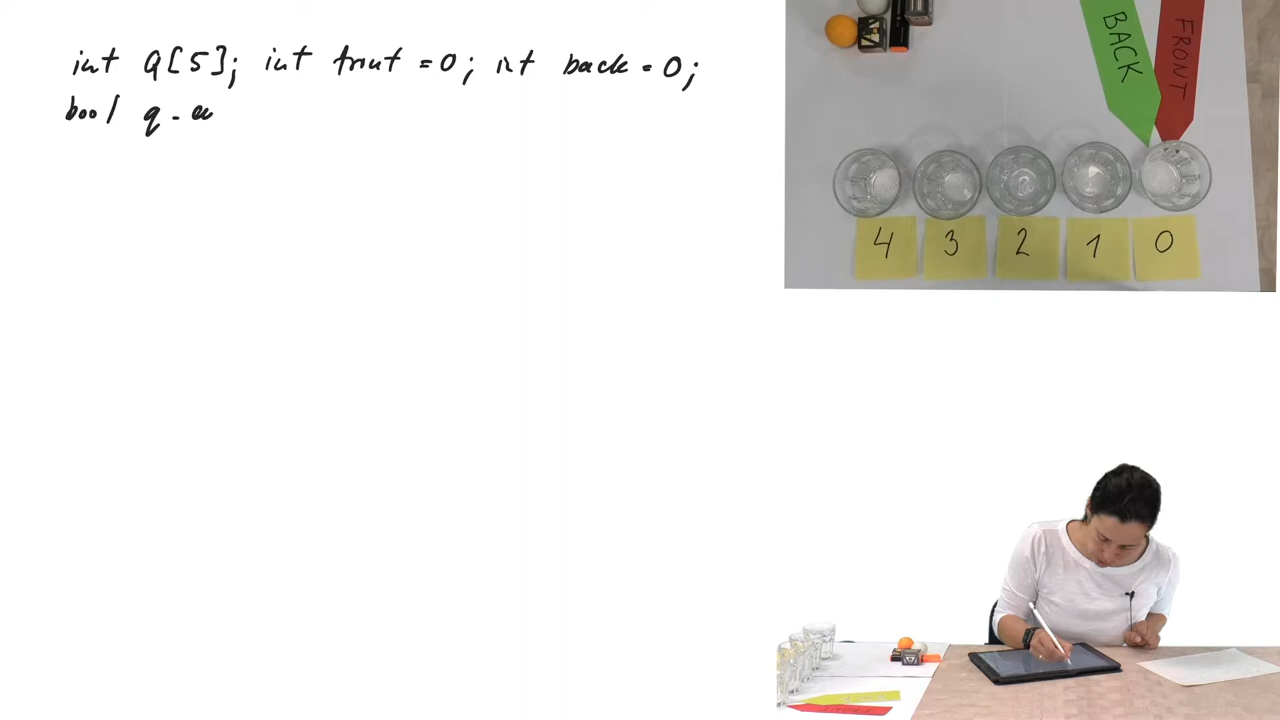 int Q[5]; int front = 0; int back = 0;
bool q-
BACK
FRONT
4 3 2 1 0